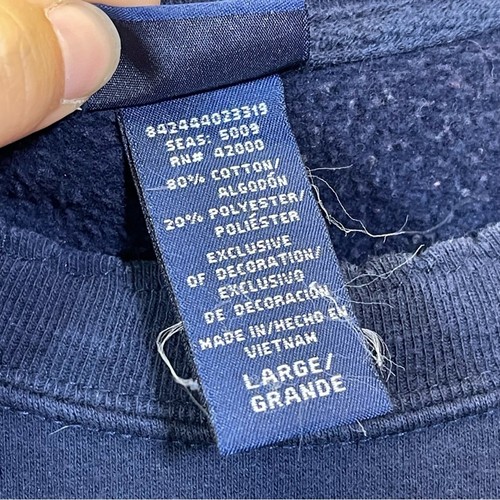 842444023319
SEAS: 5009
RN# 42000
80% COTTON/
ALGODÓN
20% POLYESTER/
POLIÉSTER
EXCLUSIVE
OF DECORATION/
EXCLUSIVO
DE DECORACIÓN
MADE IN/HECHO EN
VIETNAM
LARGE/
GRANDE